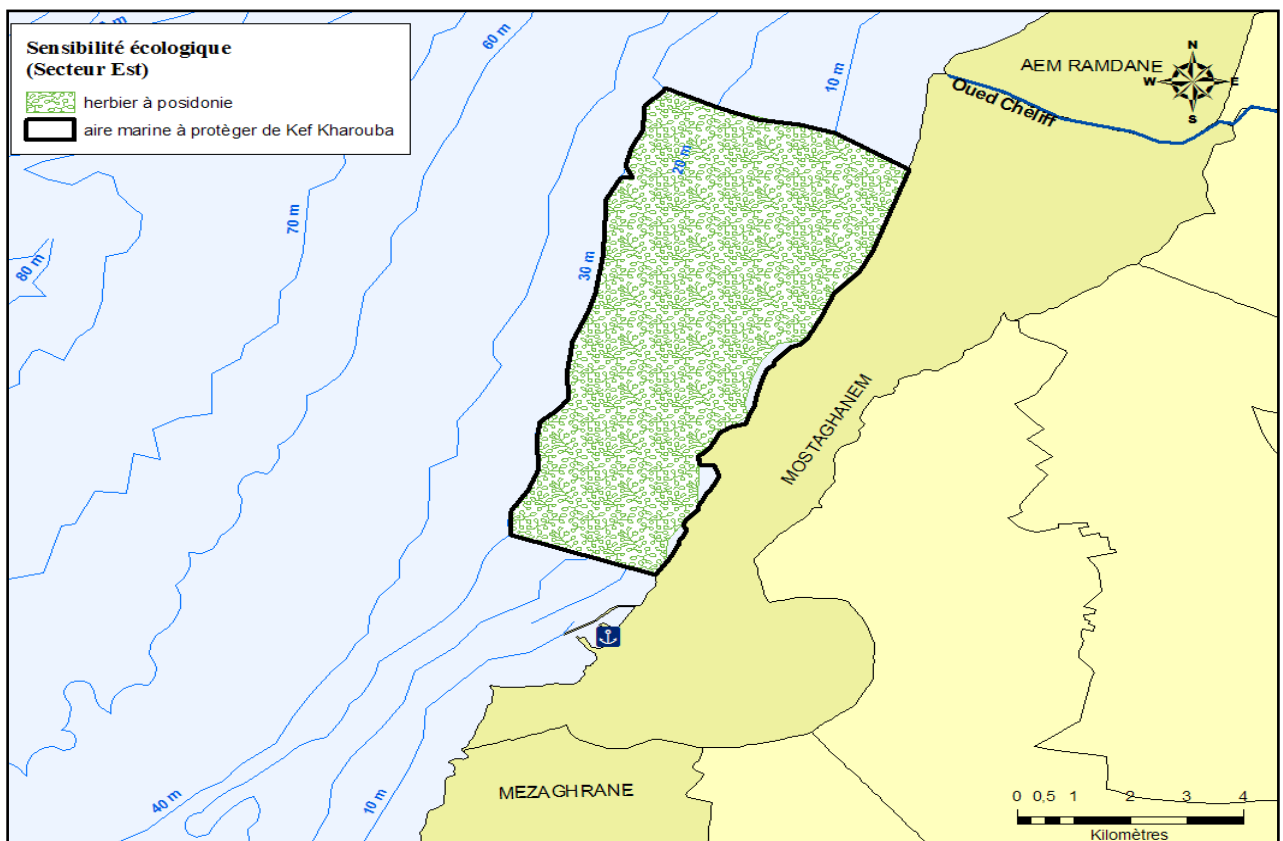 Sensibilité écologique
(Secteur Est)
herbier à posidonie
aire marine à protèger de Kef Kharouba
60 m
10 m
AEM RAMDANE
N
W
E
S
Oued Chéliff
20 m
70 m
80 m
30 m
MOSTAGHANEM
40 m
10 m
MEZAGHRANE
0 0,5 1 2 3 4
Kilomètres